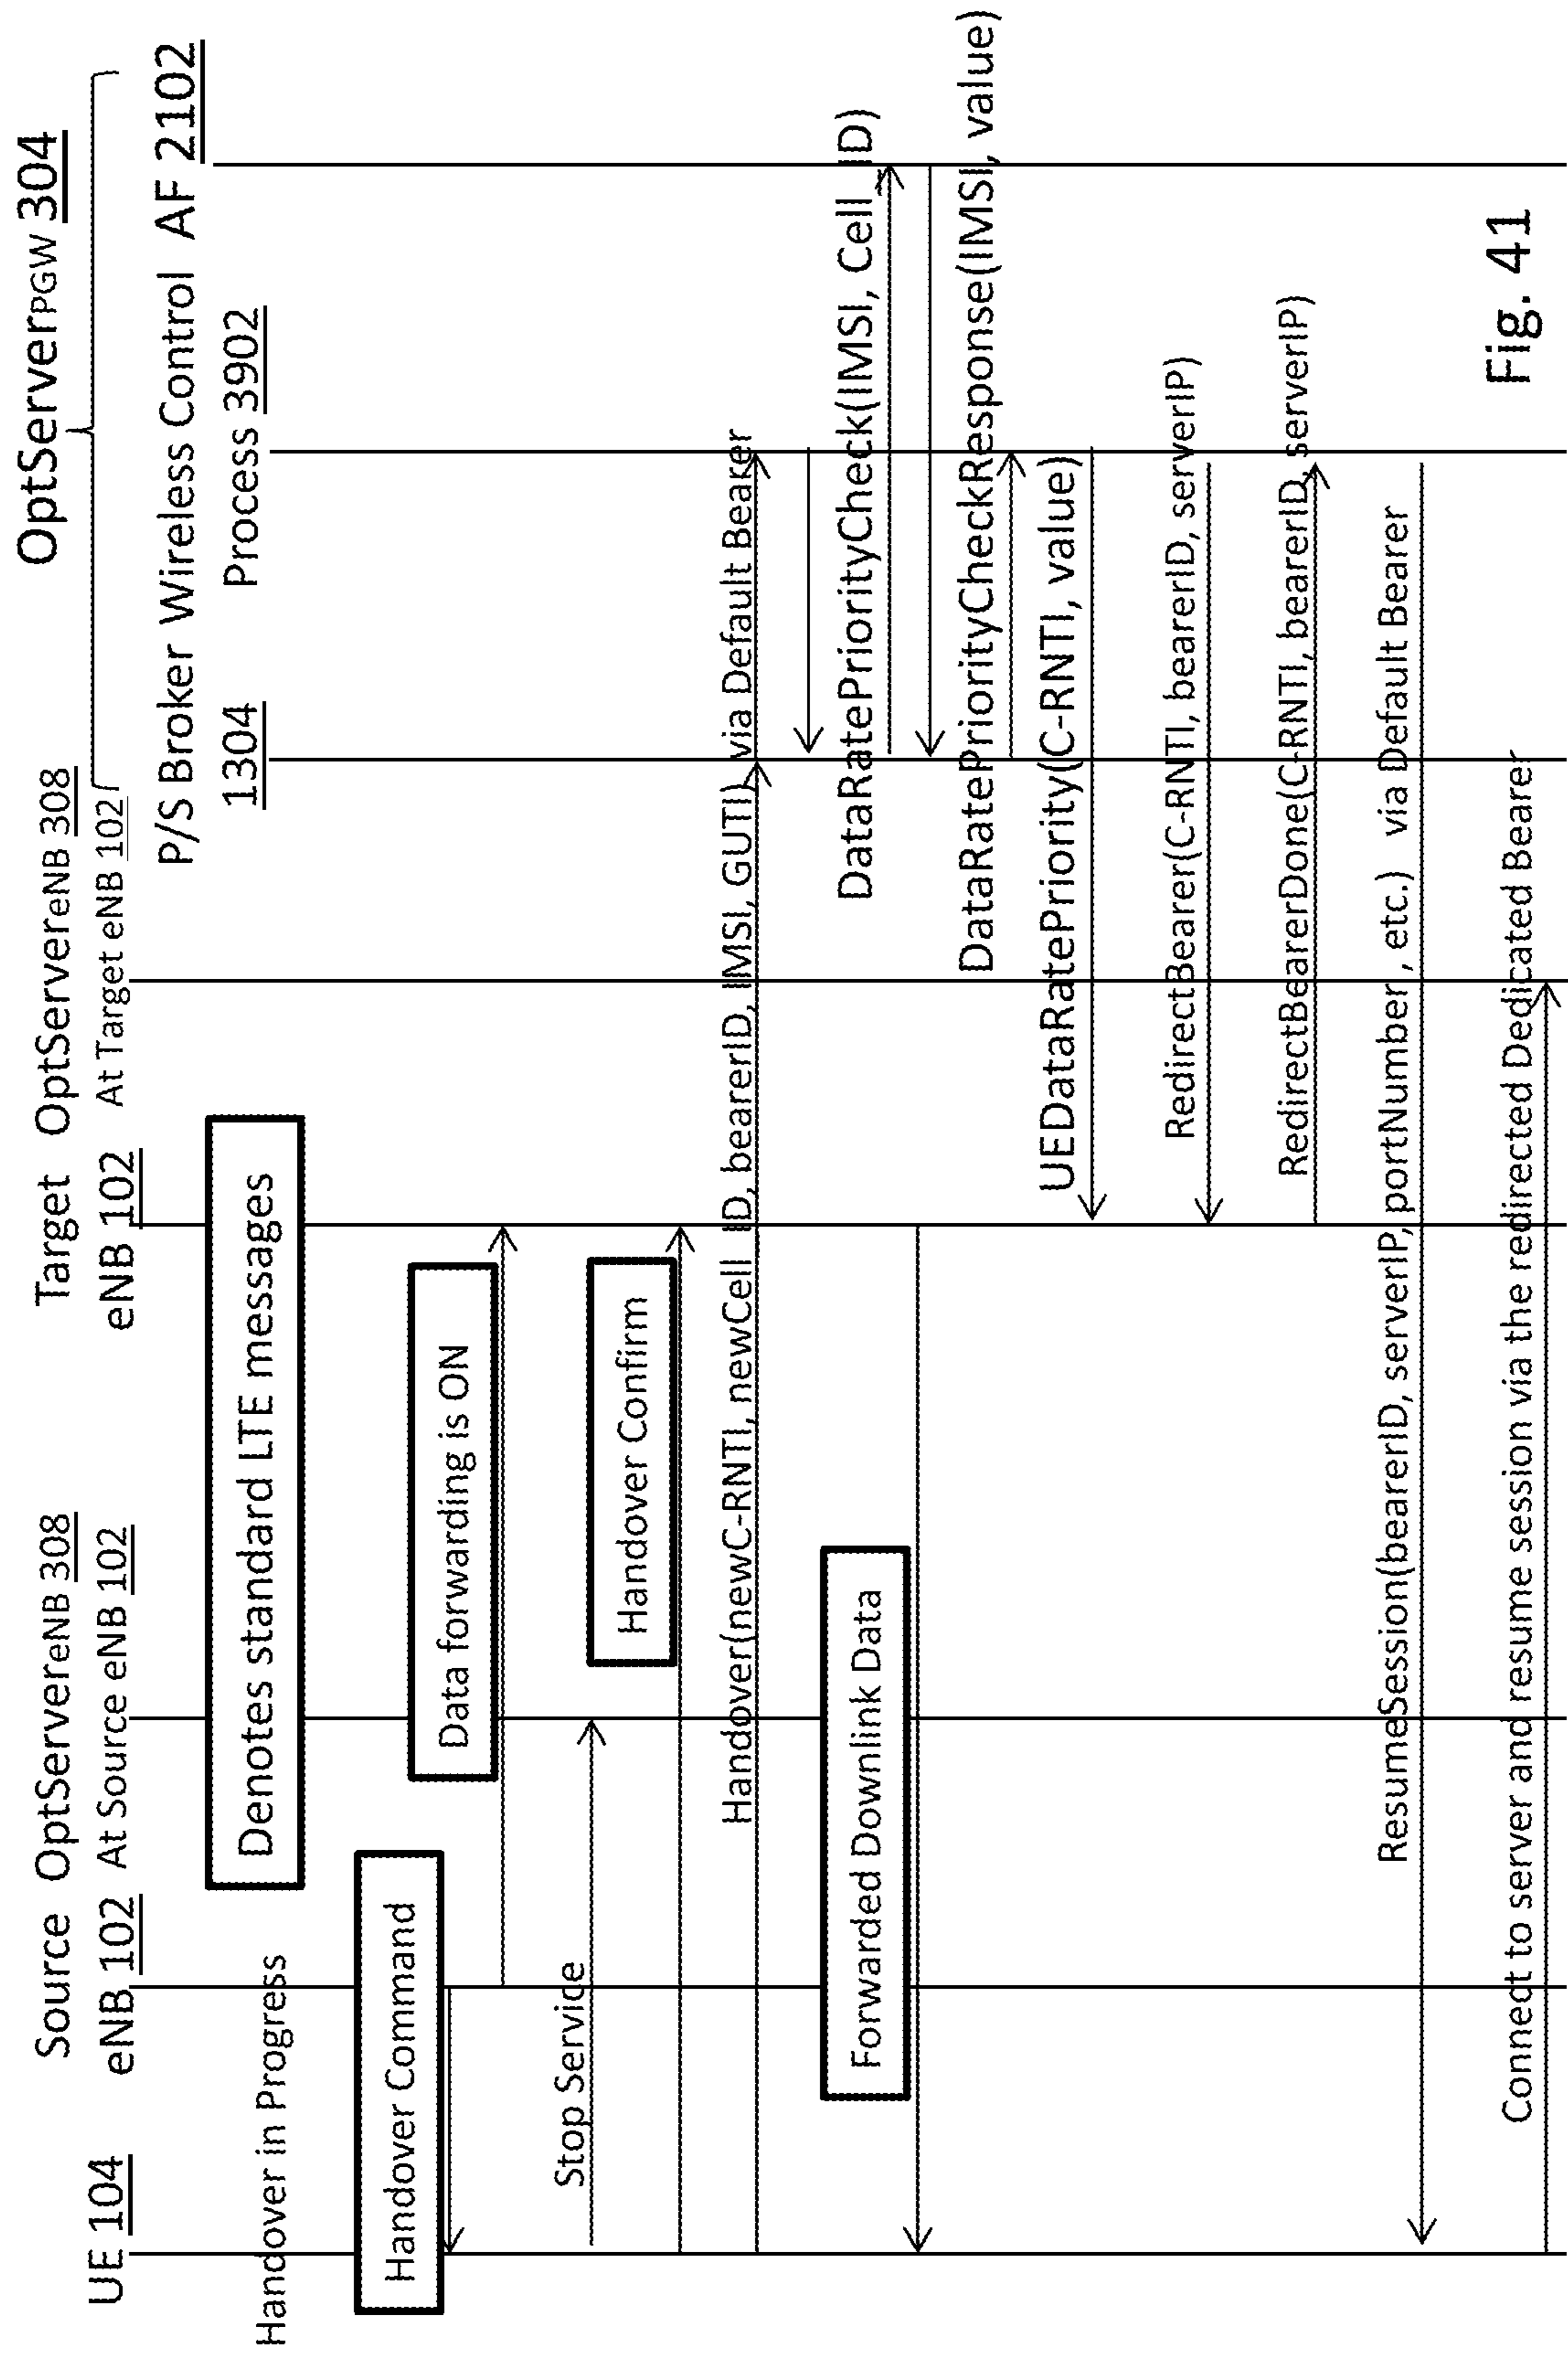 OptServerPGW 304
Source OptServereNB 308 Target OptServereNB 308
UE 104 eNB 102 At Source eNB 102 eNB 102 At Target eNB 102
P/S Broker Wireless Control AF 2102
1304 Process 3902
Denotes standard LTE messages
Handover in Progress
Handover Command
Data forwarding is ON
Stop Service
Handover Confirm
Handover(newC-RNTI, newCell ID, bearerID, IMSI, GUTI) via Default Bearer
DataRatePriorityCheck(IMSI, Cell ID)
Forwarded Downlink Data
DataRatePriorityCheckResponse(IMSI, value)
UEDataRatePriority(C-RNTI, value)
RedirectBearer(C-RNTI, bearerID, serverIP)
RedirectBearerDone(C-RNTI, bearerID, serverIP)
ResumeSession(bearerID, serverIP, portNumber, etc.) via Default Bearer
Connect to server and resume session via the redirected Dedicated Bearer
Fig. 41